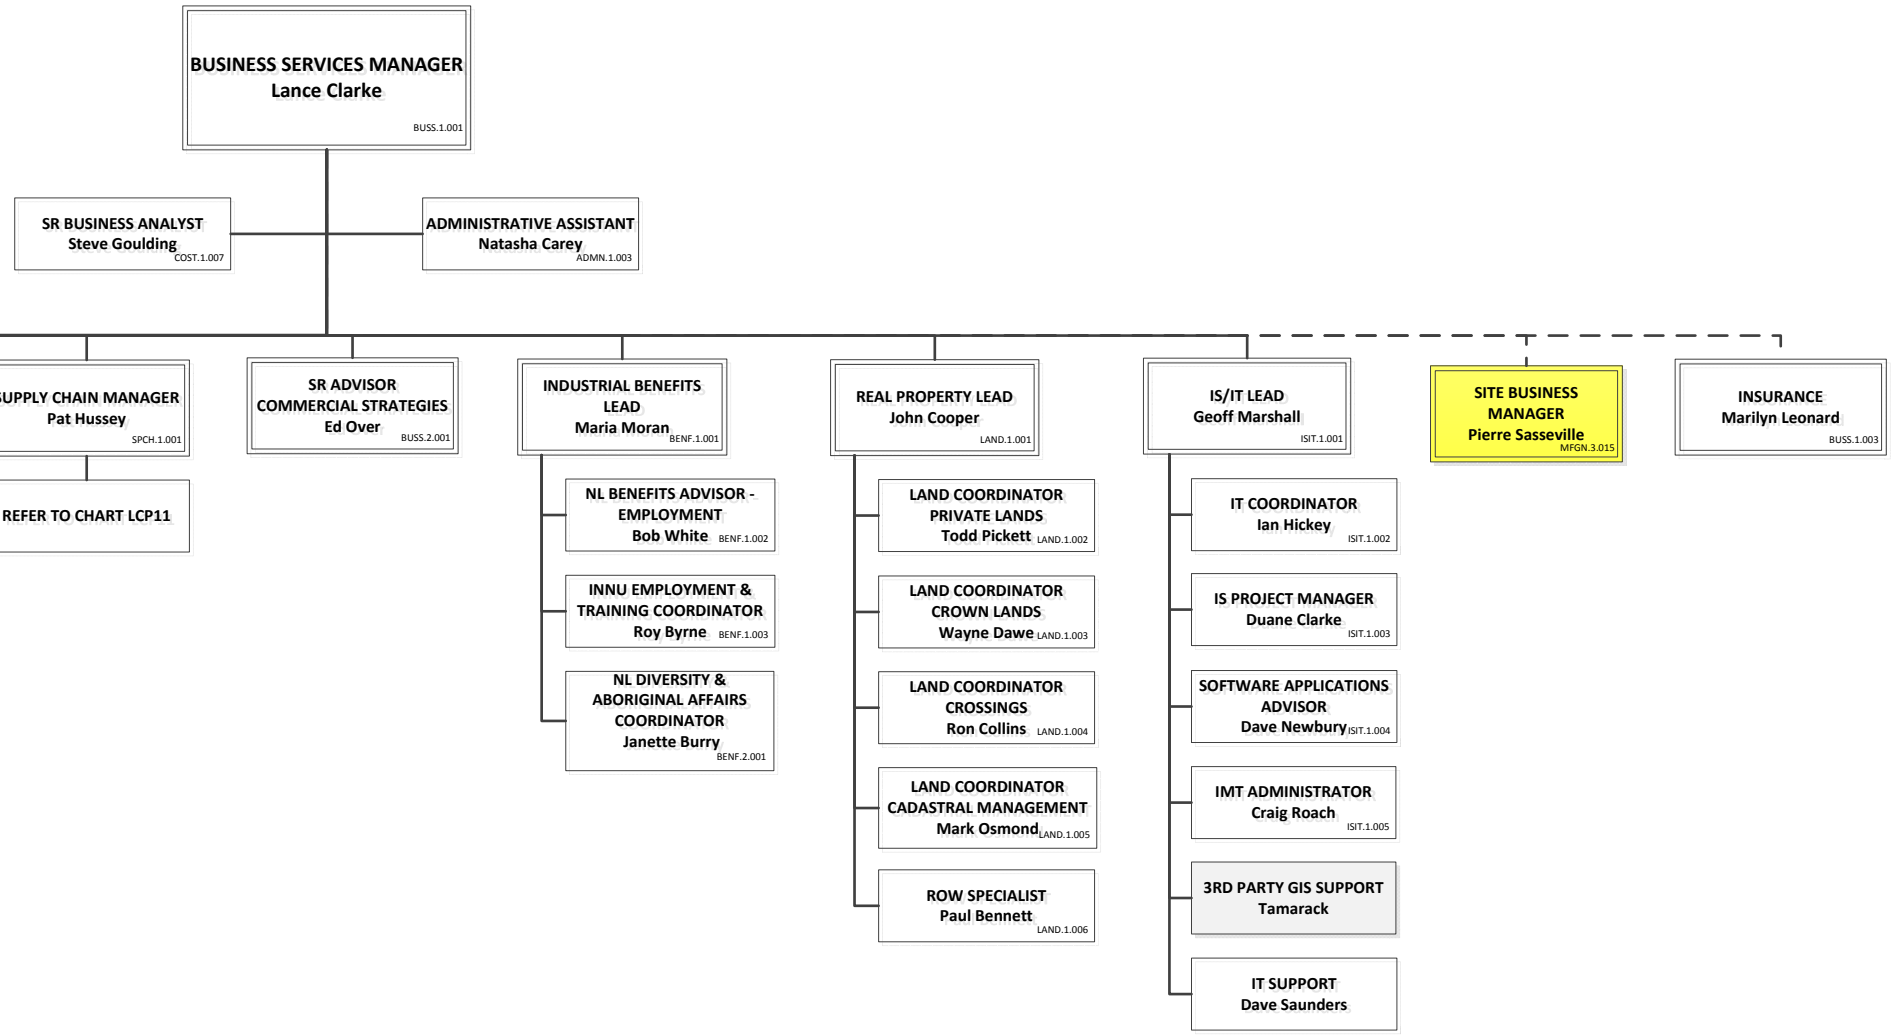 BUSINESS SERVICES MANAGER
Lance Clarke
BUSS.1.001
SR BUSINESS ANALYST
Steve Goulding
COST.1.007
ADMINISTRATIVE ASSISTANT
Natasha Carey
ADMN.1.003
SUPPLY CHAIN MANAGER
Pat Hussey
SPCH.1.001
REFER TO CHART LCP11
SR ADVISOR
COMMERCIAL STRATEGIES
Ed Over
BUSS.2.001
INDUSTRIAL BENEFITS
LEAD
Maria Moran
BENF.1.001
NL BENEFITS ADVISOR -
EMPLOYMENT
Bob White
BENF.1.002
INNU EMPLOYMENT &
TRAINING COORDINATOR
Roy Byrne
BENF.1.003
NL DIVERSITY &
ABORIGINAL AFFAIRS
COORDINATOR
Janette Burry
BENF.2.001
REAL PROPERTY LEAD
John Cooper
LAND.1.001
LAND COORDINATOR
PRIVATE LANDS
Todd Pickett
LAND.1.002
LAND COORDINATOR
CROWN LANDS
Wayne Dawe
LAND.1.003
LAND COORDINATOR
CROSSINGS
Ron Collins
LAND.1.004
LAND COORDINATOR
CADASTRAL MANAGEMENT
Mark Osmond
LAND.1.005
ROW SPECIALIST
Paul Bennett
LAND.1.006
IS/IT LEAD
Geoff Marshall
ISIT.1.001
IT COORDINATOR
Ian Hickey
ISIT.1.002
IS PROJECT MANAGER
Duane Clarke
ISIT.1.003
SOFTWARE APPLICATIONS
ADVISOR
Dave Newbury
ISIT.1.004
IMT ADMINISTRATOR
Craig Roach
ISIT.1.005
3RD PARTY GIS SUPPORT
Tamarack
IT SUPPORT
Dave Saunders
SITE BUSINESS
MANAGER
Pierre Sasseville
MFGN.3.015
INSURANCE
Marilyn Leonard
BUSS.1.003